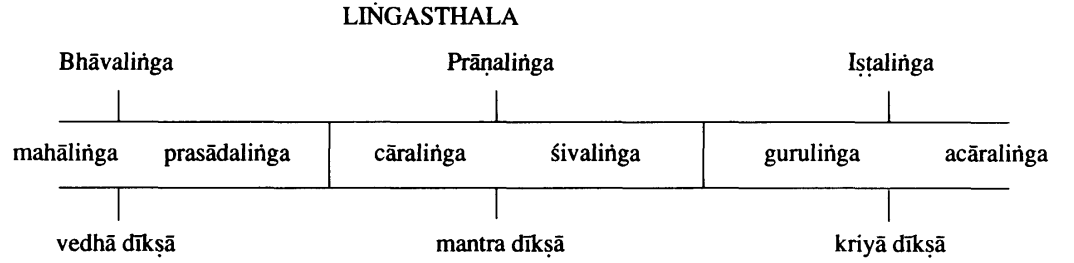 LIṄGASTHALA
Bhāvaliṅga Prāṇaliṅga Iṣṭaliṅga
mahāliṅga prasādaliṅga cāraliṅga śivaliṅga guruliṅga acāraliṅga
vedhā dīkṣā mantra dīkṣā kriyā dīkṣā